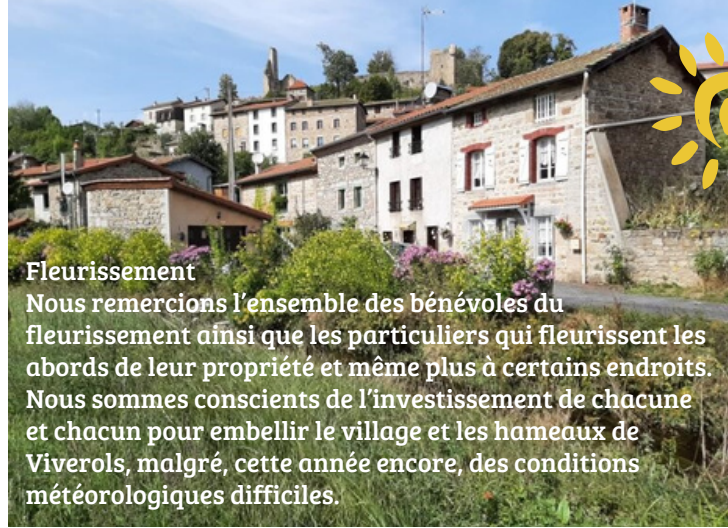 Fleurissement
Nous remercions l'ensemble des bénévoles du
fleurissement ainsi que les particuliers qui fleurissent les
abords de leur propriété et même plus à certains endroits.
Nous sommes conscients de l'investissement de chacune
et chacun pour embellir le village et les hameaux de
Viverols, malgré, cette année encore, des conditions
météorologiques difficiles.